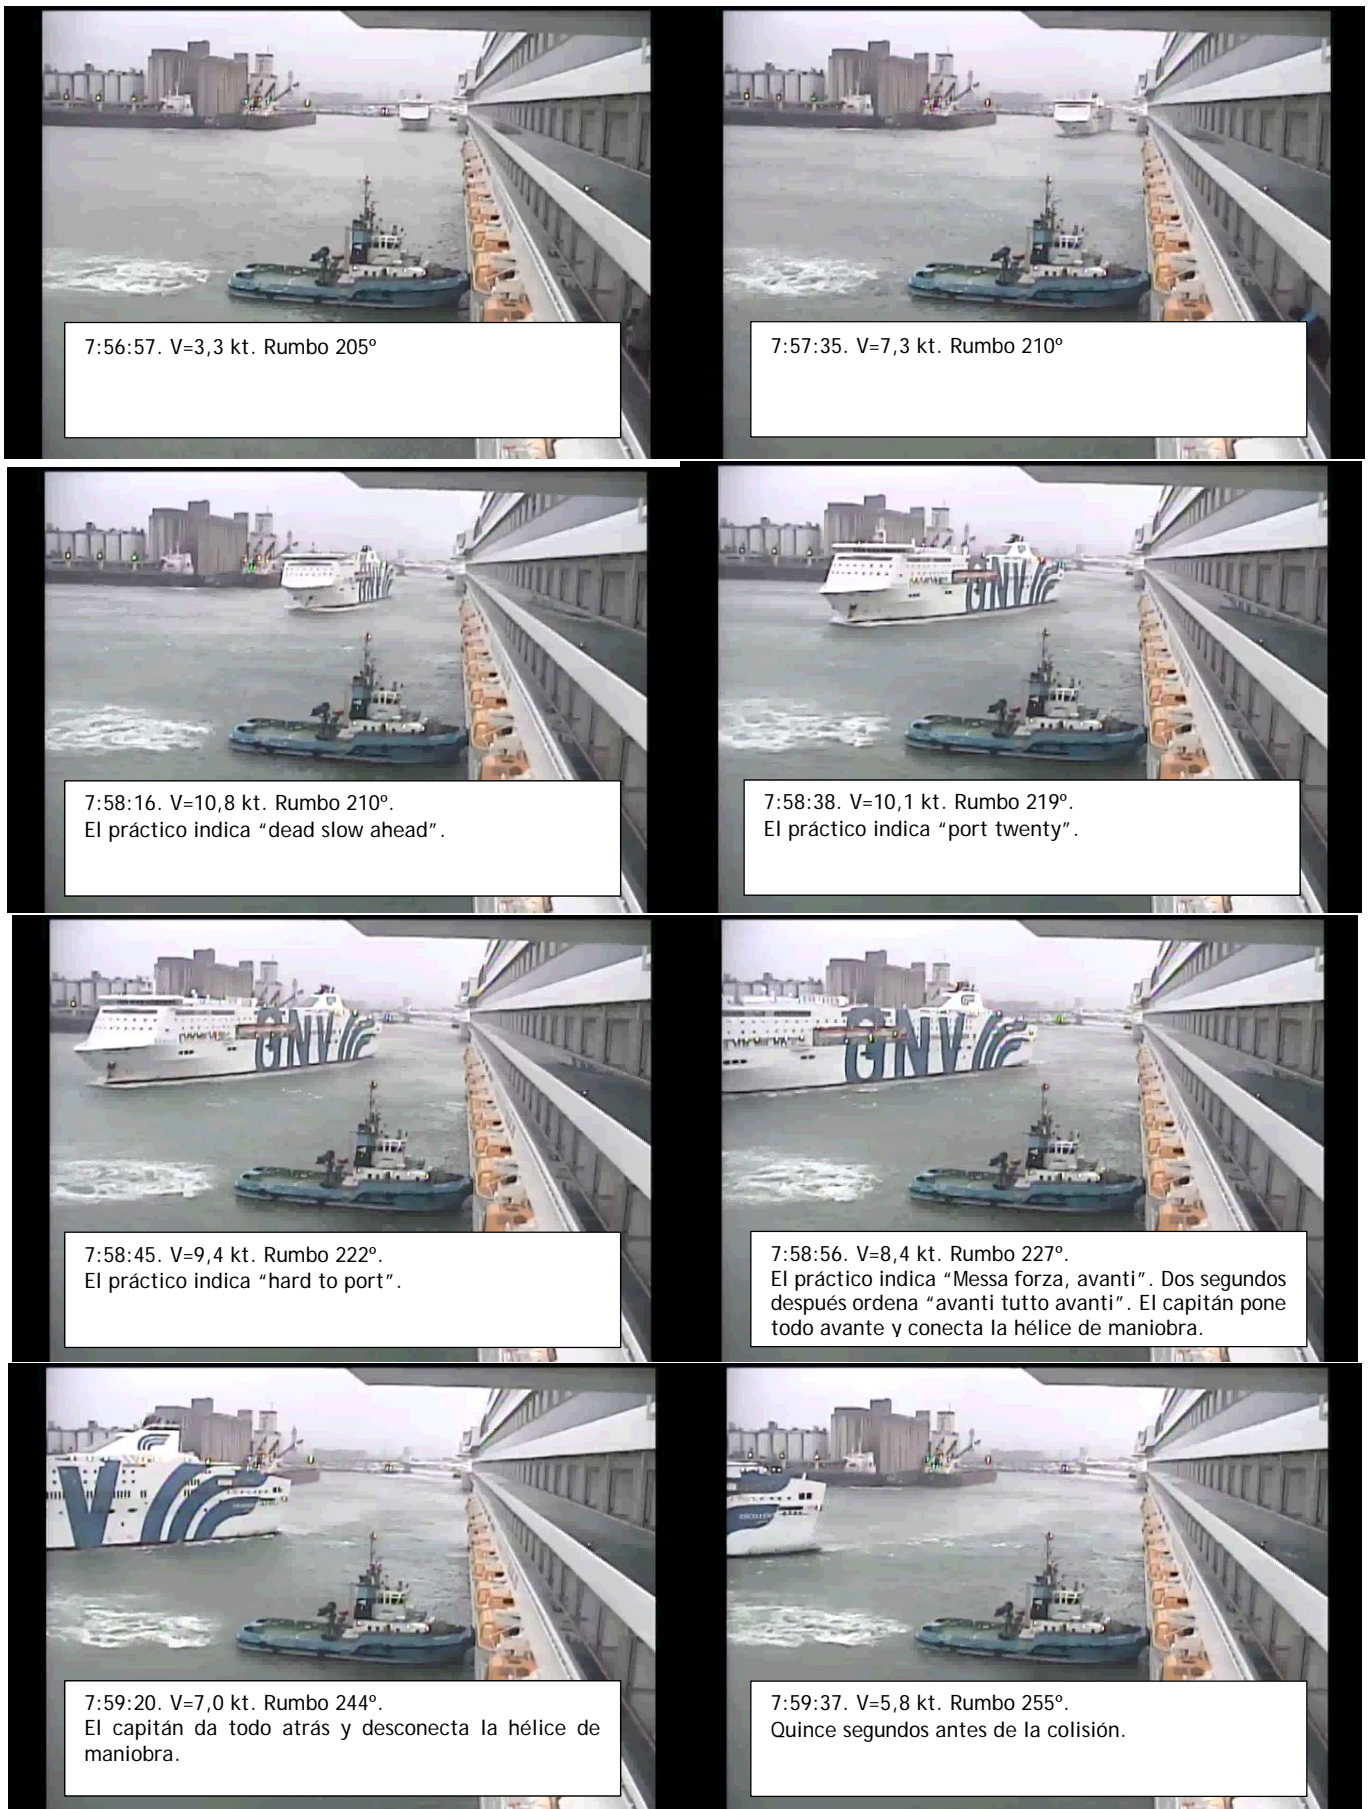 7:56:57. V=3,3 kt. Rumbo 205º
7:57:35. V=7,3 kt. Rumbo 210º
GNV
7:58:16. V=10,8 kt. Rumbo 210º.
El práctico indica “dead slow ahead”.
GNV
7:58:38. V=10,1 kt. Rumbo 219º.
El práctico indica “port twenty”.
GNV
7:58:45. V=9,4 kt. Rumbo 222º.
El práctico indica “hard to port”.
GNV
7:58:56. V=8,4 kt. Rumbo 227º.
El práctico indica “Messa forza, avanti”. Dos segundos
después ordena “avanti tutto avanti”. El capitán pone
todo avante y conecta la hélice de maniobra.
V
7:59:20. V=7,0 kt. Rumbo 244º.
El capitán da todo atrás y desconecta la hélice de
maniobra.
7:59:37. V=5,8 kt. Rumbo 255º.
Quince segundos antes de la colisión.